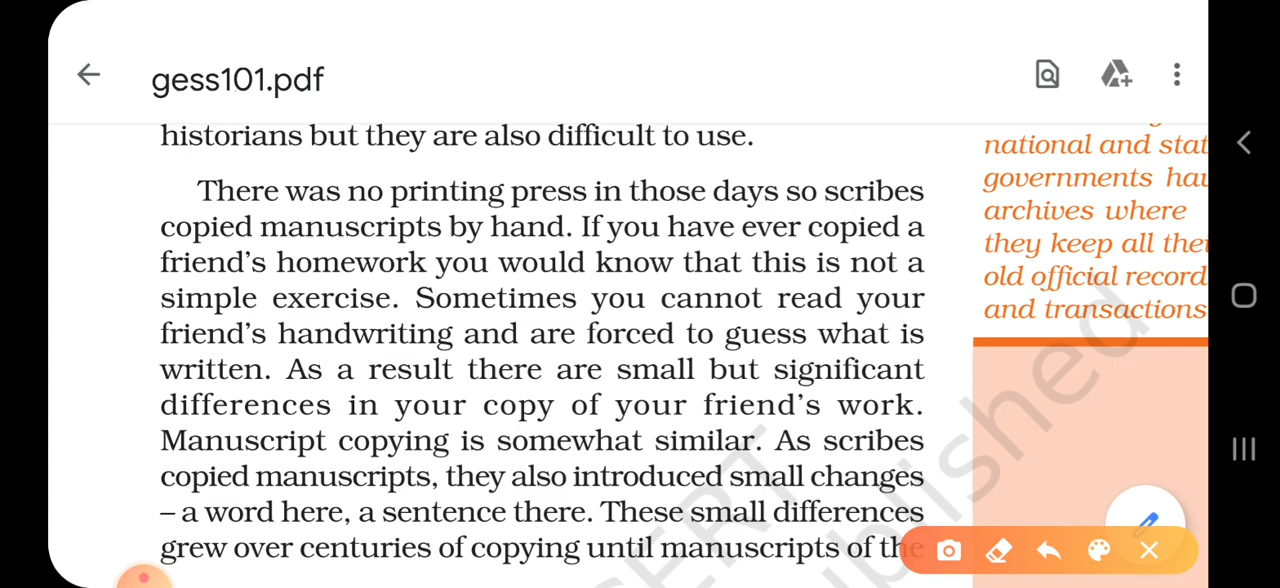 gess101.pdf
historians but they are also difficult to use.
There was no printing press in those days so scribes
copied manuscripts by hand. If you have ever copied a
friend's homework you would know that this is not a
simple exercise. Sometimes you cannot read your
friend's handwriting and are forced to guess what is
written. As a result there are small but significant
differences in your copy of your friend's work.
Manuscript copying is somewhat similar. As scribes
copied manuscripts, they also introduced small changes
– a word here, a sentence there. These small differences
grew over centuries of copying until manuscripts of the
national and stat
governments hav
archives where
they keep all thei
old official record
and transactions